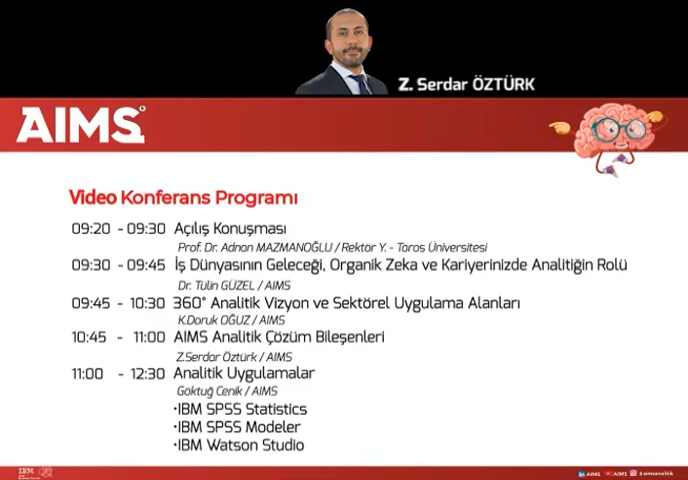 Z. Serdar ÖZTÜRK
AIMS
Video Konferans Programı
09:20 - 09:30 Açılış Konuşması
Prof. Dr. Adnan MAZMANOĞLU / Rektör Y. - Toros Üniversitesi
09:30 - 09:45 İş Dünyasının Geleceği, Organik Zeka ve Kariyerinizde Analitiğin Rolü
Dr. Tülin GÜZEL / AIMS
09:45 - 10:30 360° Analitik Vizyon ve Sektörel Uygulama Alanları
K.Doruk OĞUZ / AIMS
10:45 - 11:00 AIMS Analitik Çözüm Bileşenleri
Z.Serdar Öztürk / AIMS
11:00 - 12:30 Analitik Uygulamalar
Göktuğ Cenik / AIMS
•IBM SPSS Statistics
•IBM SPSS Modeler
•IBM Watson Studio
IBM
AIMS AIMS aimsanalitik